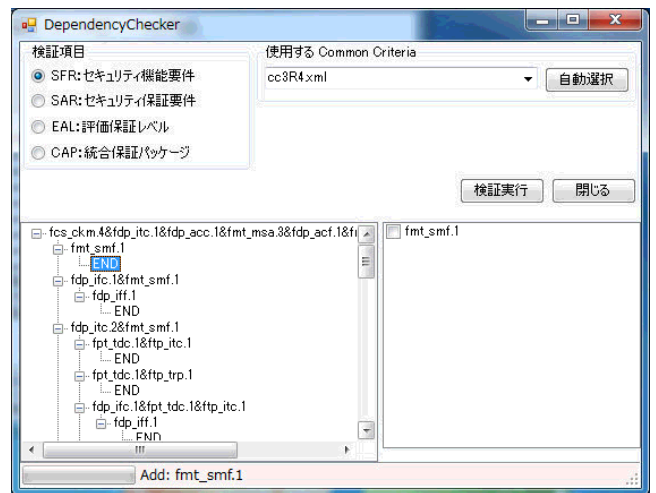 DependencyChecker
検証項目
使用する Common Criteria
SFR:セキュリティ機能要件
cc3R4.xml
自動選択
SAR:セキュリティ保証要件
EAL:評価保証レベル
CAP:統合保証パッケージ
検証実行
閉じる
fcs_ckm.4&fdp_itc.1&fdp_acc.1&fmt_msa.3&fdp_acf.1&f
fmt_smf.1
fmt_smf.1
END
fdp_ifc.1&fmt_smf.1
fdp_iff.1
END
fdp_itc.2&fmt_smf.1
fpt_tdc.1&ftp_itc.1
END
fpt_tdc.1&ftp_trp.1
END
fdp_ifc.1&fpt_tdc.1&ftp_itc.1
fdp_iff.1
END
Add: fmt_smf.1